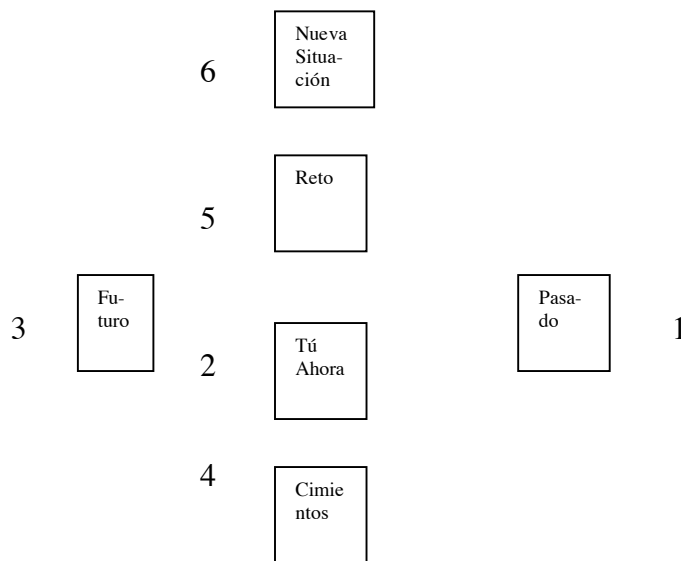 Nueva
Situa-
ción
6
Reto
5
Fu-
turo
3
Pasa-
do
1
Tú
Ahora
2
4
Cimie
ntos